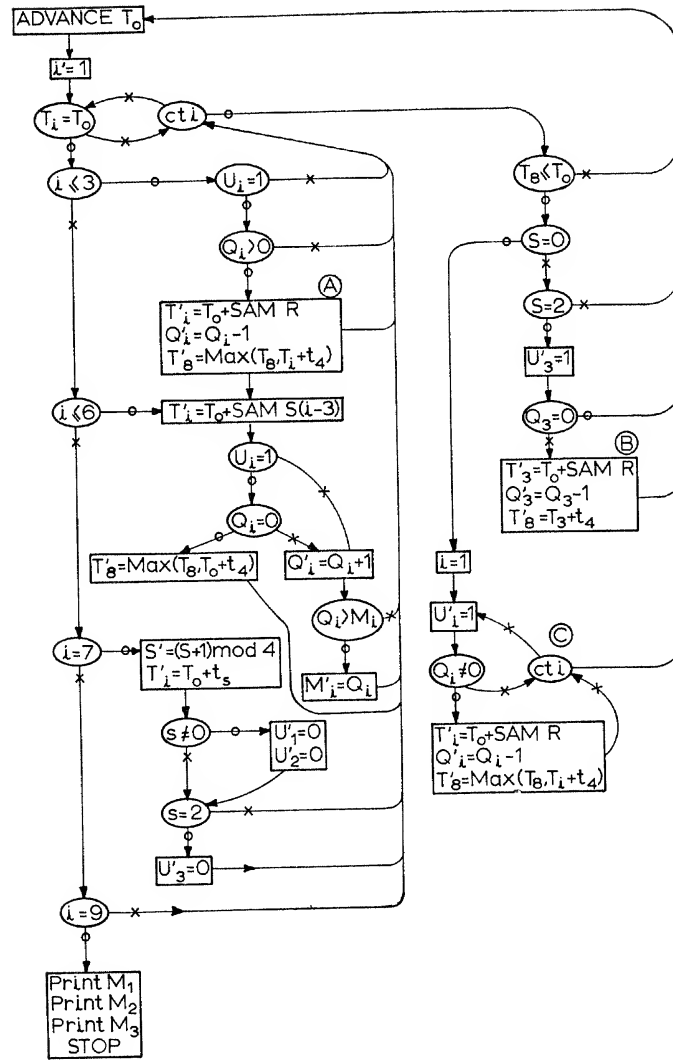 ADVANCE T₀
i'=1
Tᵢ=T₀
cti
i≤3
Uᵢ=1
Qᵢ>0
A
T'ᵢ=T₀+SAM R
Q'ᵢ=Qᵢ-1
T'₈=Max(T₈,Tᵢ+t₄)
i≤6
T'ᵢ=T₀+SAM S(i-3)
Uᵢ=1
Qᵢ=0
T'₈=Max(T₈,T₀+t₄)
Q'ᵢ=Qᵢ+1
Qᵢ>Mᵢ
M'ᵢ=Qᵢ
i=7
S'=(S+1)mod 4
T'ᵢ=T₀+tₛ
s≠0
U'₁=0
U'₂=0
s=2
U'₃=0
i=9
Print M₁
Print M₂
Print M₃
STOP
T₈≤T₀
S=0
S=2
U'₃=1
Q₃=0
B
T'₃=T₀+SAM R
Q'₃=Q₃-1
T'₈=T₃+t₄
i=1
U'ᵢ=1
C
Qᵢ≠0
cti
T'ᵢ=T₀+SAM R
Q'ᵢ=Qᵢ-1
T'₈=Max(T₈,Tᵢ+t₄)